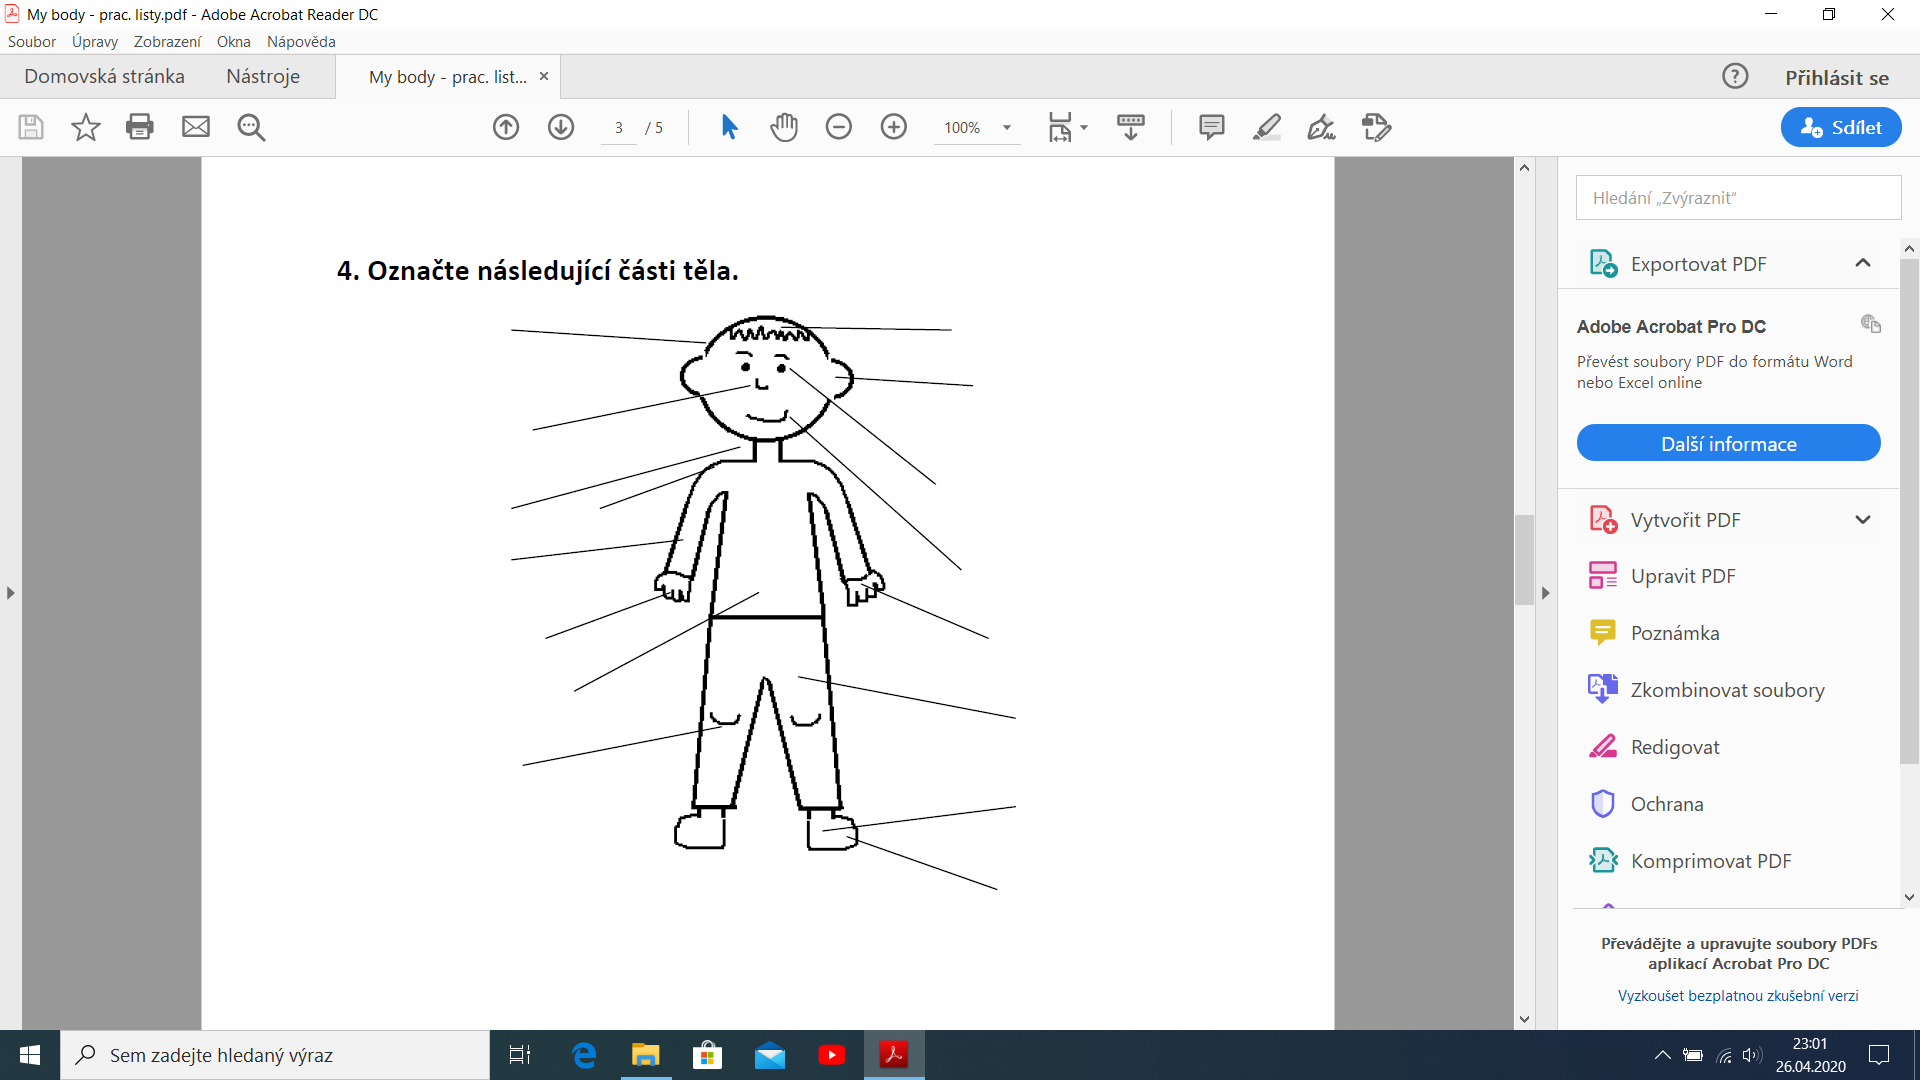 My body - prac. listy.pdf - Adobe Acrobat Reader DC
Soubor Úpravy Zobrazení Okna Nápověda
Domovská stránka Nástroje My body - prac. list... Přihlásit se
3 / 5 100% Sdílet
4. Označte následující části těla.
Hledání „Zvýraznit“
Exportovat PDF
Adobe Acrobat Pro DC
Převést soubory PDF do formátu Word
nebo Excel online
Další informace
Vytvořit PDF
Upravit PDF
Poznámka
Zkombinovat soubory
Redigovat
Ochrana
Komprimovat PDF
Převádějte a upravujte soubory PDFs
aplikací Acrobat Pro DC
Vyzkoušet bezplatnou zkušební verzi
Sem zadejte hledaný výraz
23:01
26.04.2020